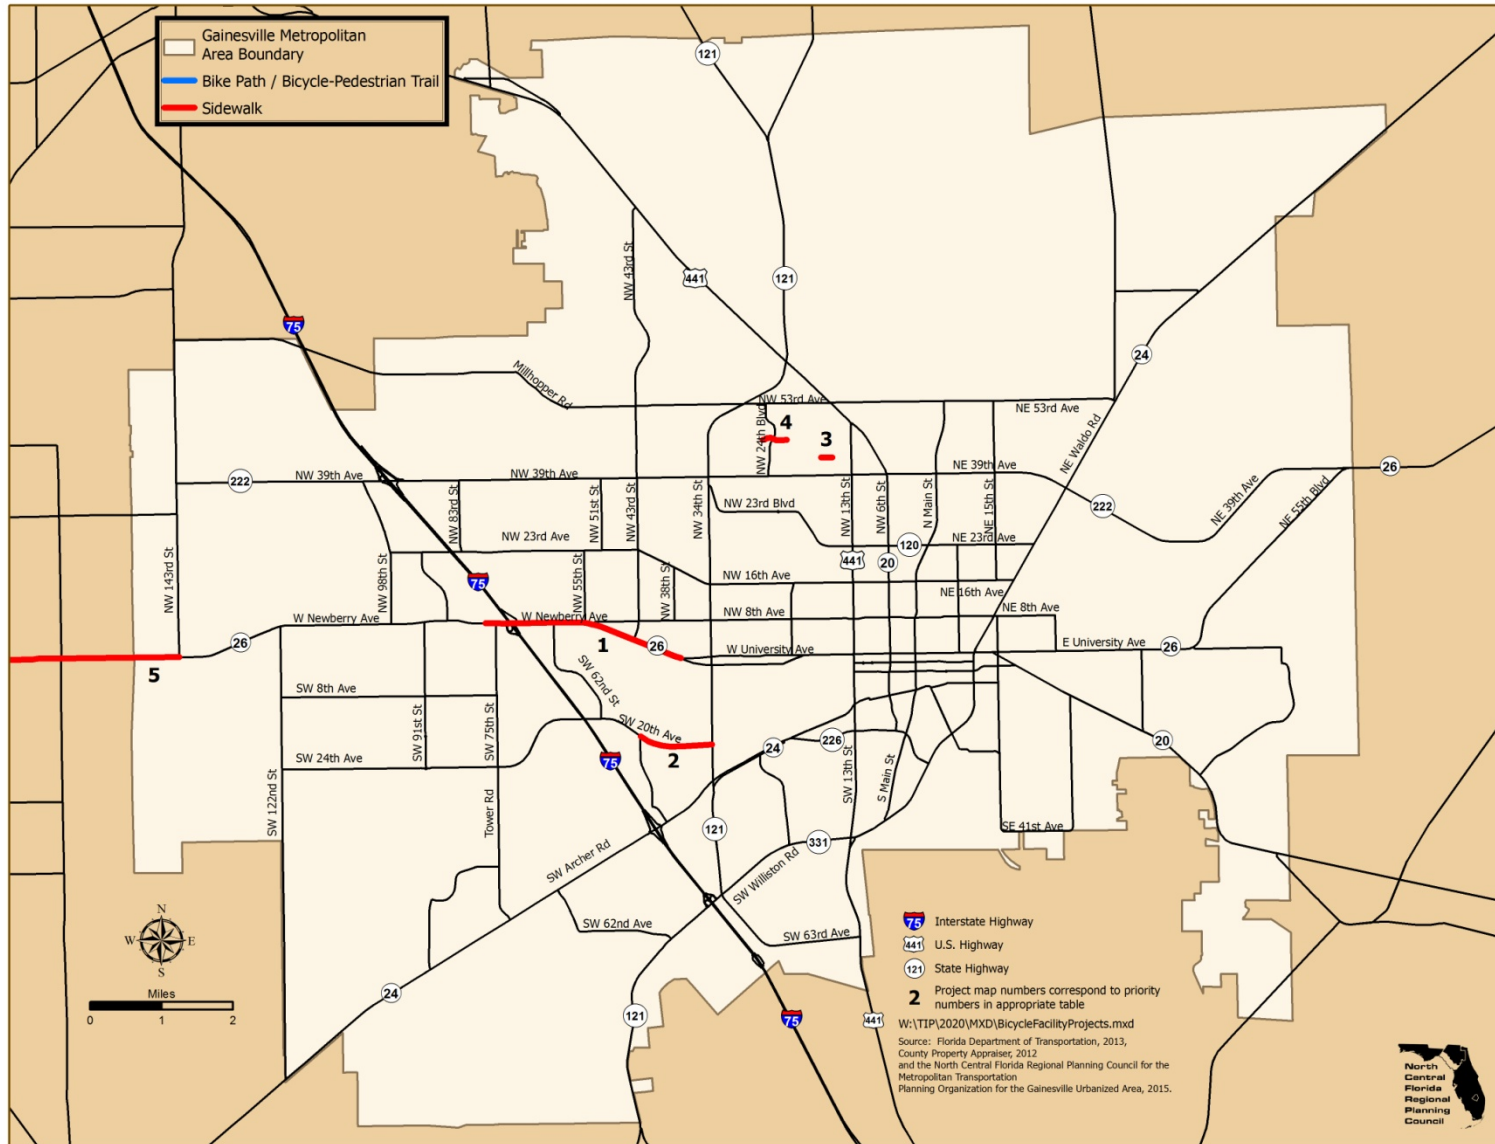 Gainesville Metropolitan
Area Boundary
Bike Path / Bicycle-Pedestrian Trail
Sidewalk
121
441
121
75
NW 43rd St
24
Millhopper Rd
NW 53rd Ave
NE 53rd Ave
NW 24th Blvd
4
3
NE Waldo Rd
222
NW 39th Ave
NW 39th Ave
NE 39th Ave
26
NW 83rd St
NW 51st St
NW 43rd St
NW 34th St
NW 23rd Blvd
NW 13th St
NW 6th St
N Main St
NE 15th St
222
NE 39th Ave
NE 55th Blvd
NW 23rd Ave
120
NE 23rd Ave
NW 143rd St
NW 98th St
75
NW 55th St
NW 38th St
441
20
NW 16th Ave
NE 16th Ave
W Newberry Ave
W Newberry Ave
NW 8th Ave
NE 8th Ave
26
1
26
W University Ave
E University Ave
26
5
SW 62nd St
SW 8th Ave
SW 91st St
SW 75th St
SW 20th Ave
2
24
226
20
SW 24th Ave
75
SW 122nd St
Tower Rd
SW 13th St
S Main St
121
331
SE 41st Ave
SW Archer Rd
SW Williston Rd
SW 62nd Ave
SW 63rd Ave
24
121
75
441
N
W E
S
Miles
0 1 2
75 Interstate Highway
441 U.S. Highway
121 State Highway
2 Project map numbers correspond to priority
numbers in appropriate table
W:\TIP\2020\MXD\BicycleFacilityProjects.mxd
Source: Florida Department of Transportation, 2013,
County Property Appraiser, 2012
and the North Central Florida Regional Planning Council for the
Metropolitan Transportation
Planning Organization for the Gainesville Urbanized Area, 2015.
North
Central
Florida
Regional
Planning
Council